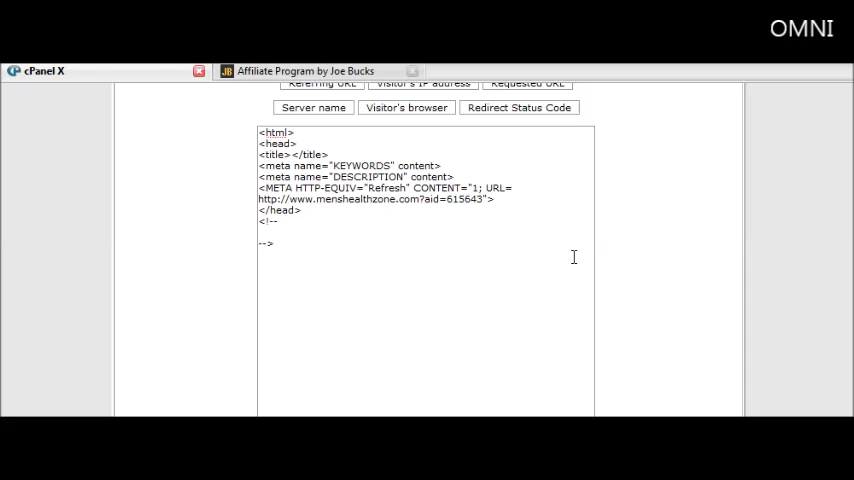 OMNI
cPanel X
JB Affiliate Program by Joe Bucks
Referring URL Visitor's IP address Requested URL
Server name Visitor's browser Redirect Status Code
<html>
<head>
<title></title>
<meta name="KEYWORDS" content>
<meta name="DESCRIPTION" content>
<META HTTP-EQUIV="Refresh" CONTENT="1; URL=
http://www.menshealthzone.com?aid=615643">
</head>
<!--
-->